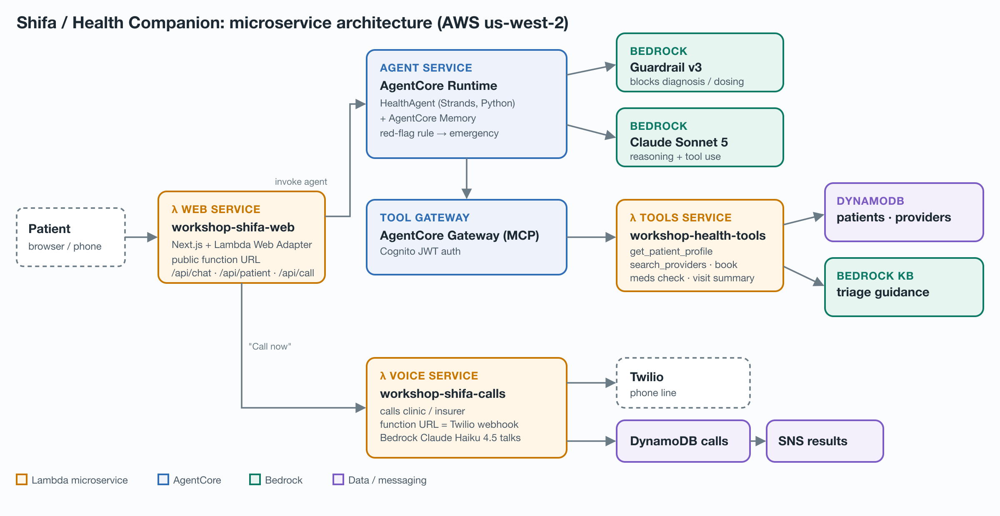 Shifa / Health Companion: microservice architecture (AWS us-west-2)
BEDROCK
Guardrail v3
blocks diagnosis / dosing
AGENT SERVICE
AgentCore Runtime
HealthAgent (Strands, Python)
+ AgentCore Memory
red-flag rule → emergency
BEDROCK
Claude Sonnet 5
reasoning + tool use
invoke agent
Patient
browser / phone
λ WEB SERVICE
workshop-shifa-web
Next.js + Lambda Web Adapter
public function URL
/api/chat · /api/patient · /api/call
TOOL GATEWAY
AgentCore Gateway (MCP)
Cognito JWT auth
λ TOOLS SERVICE
workshop-health-tools
get_patient_profile
search_providers · book
meds check · visit summary
DYNAMODB
patients · providers
BEDROCK KB
triage guidance
"Call now"
λ VOICE SERVICE
workshop-shifa-calls
calls clinic / insurer
function URL = Twilio webhook
Bedrock Claude Haiku 4.5 talks
Twilio
phone line
DynamoDB calls
SNS results
Lambda microservice
AgentCore
Bedrock
Data / messaging